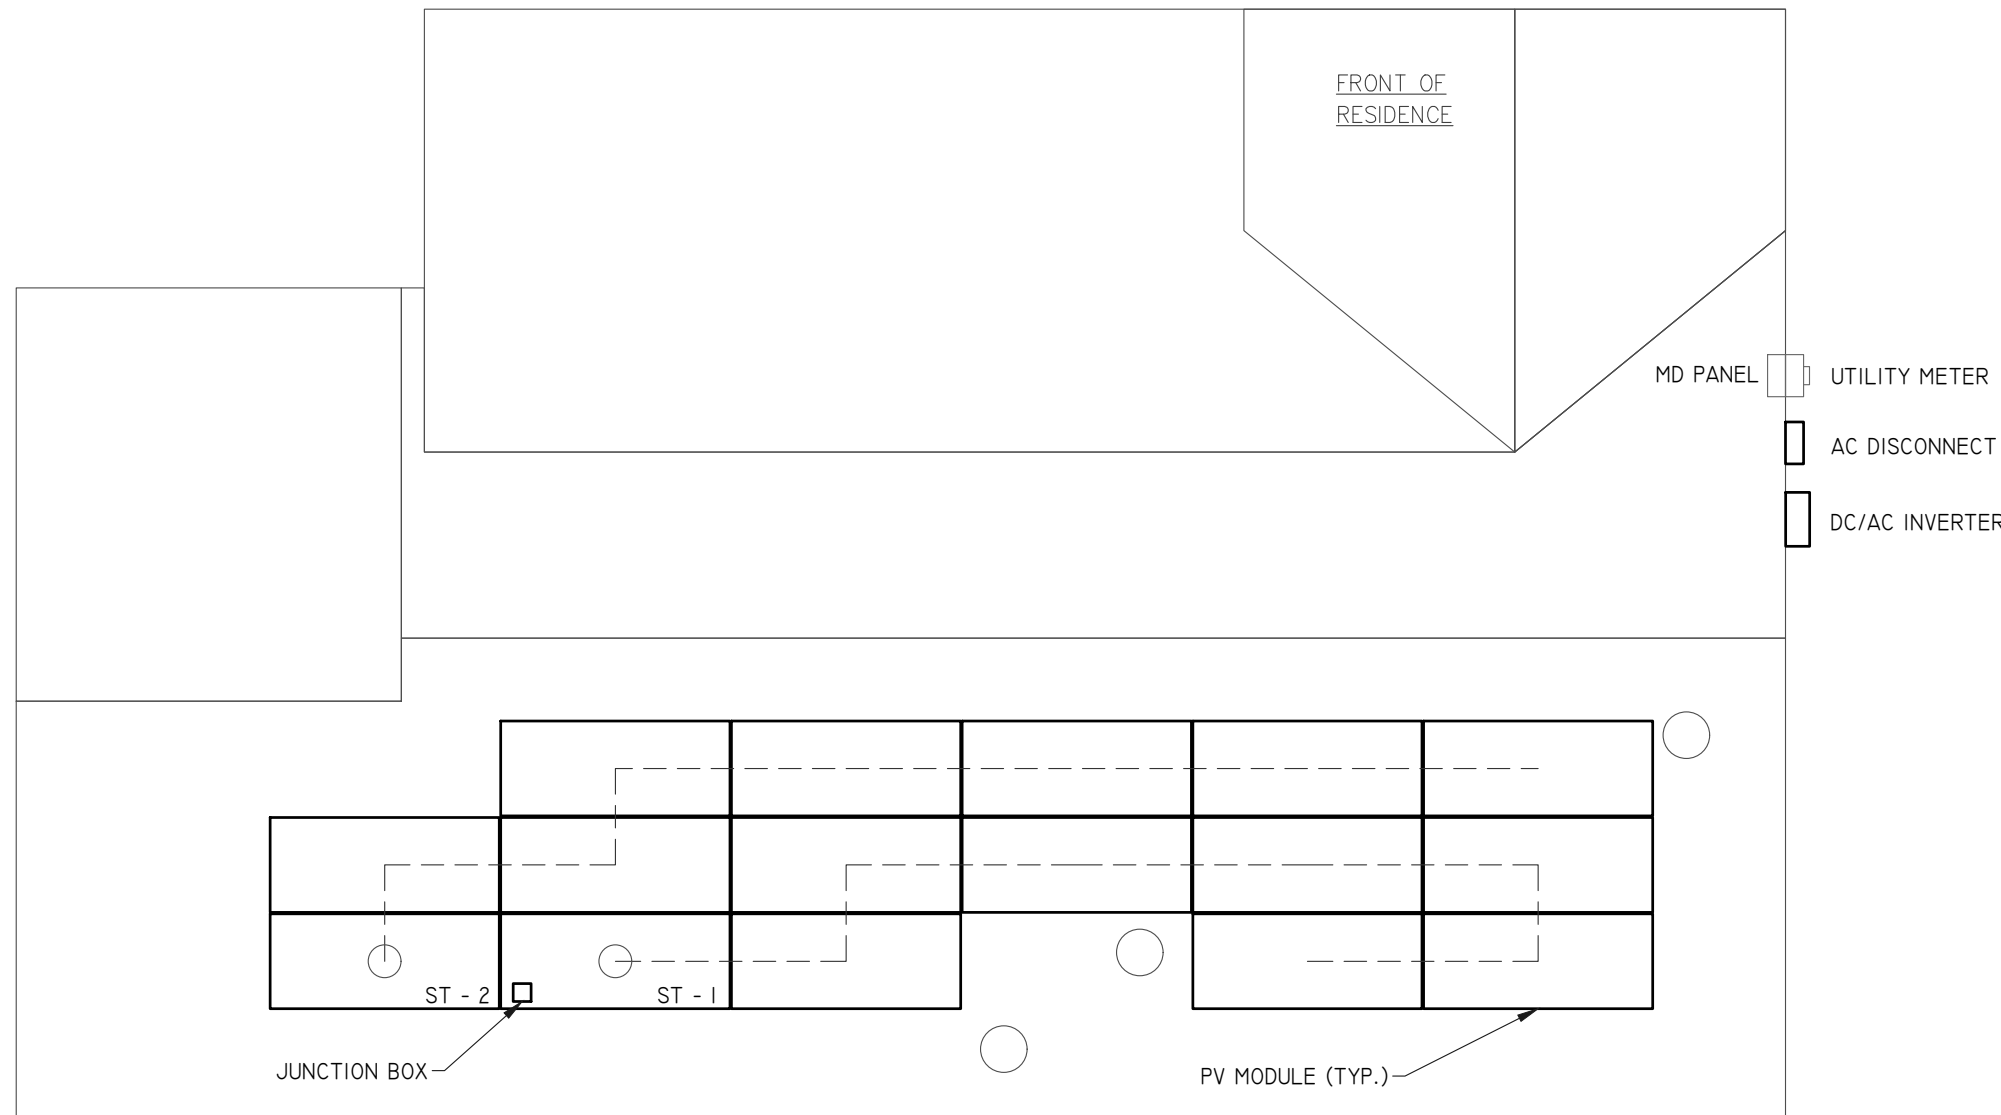 FRONT OF
RESIDENCE
MD PANEL
UTILITY METER
AC DISCONNECT
DC/AC INVERTER
ST - 2
ST - 1
JUNCTION BOX
PV MODULE (TYP.)